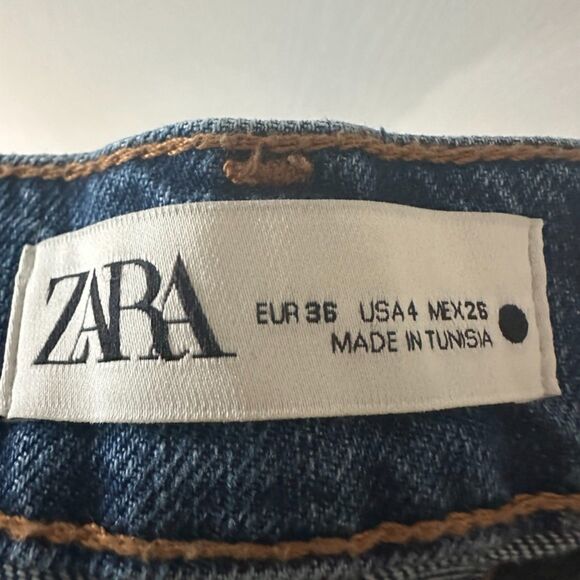 ZARA
EUR 36 USA 4 MEX 26
MADE IN TUNISIA